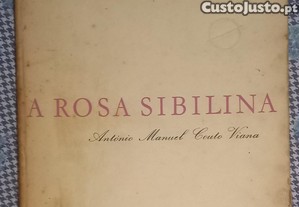 CustoJusto.pt
A ROSA SIBILINA
António Manuel Couto Viana